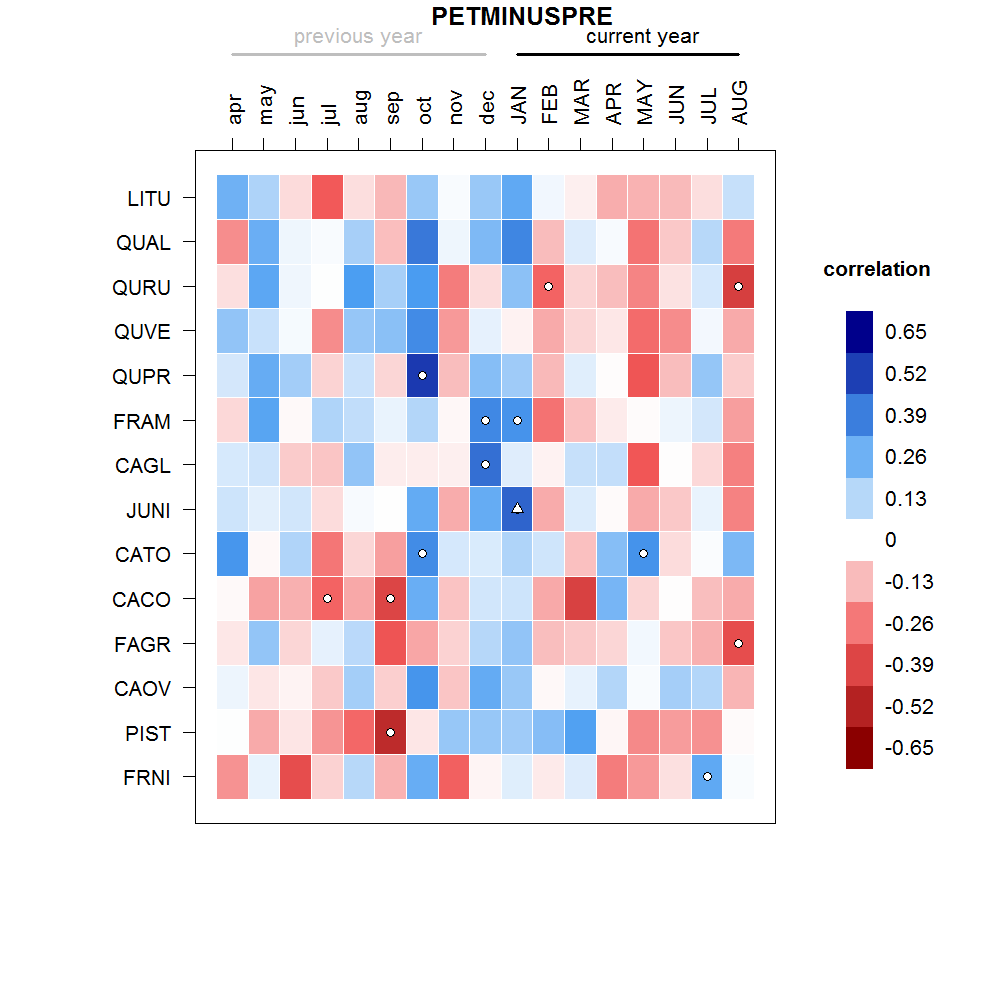 PETMINUSPRE
previous year current year
apr may jun jul aug sep oct nov dec JAN FEB MAR APR MAY JUN JUL AUG
LITU
QUAL
QURU
QUVE
QUPR
FRAM
CAGL
JUNI
CATO
CACO
FAGR
CAOV
PIST
FRNI
correlation
0.65
0.52
0.39
0.26
0.13
0
-0.13
-0.26
-0.39
-0.52
-0.65